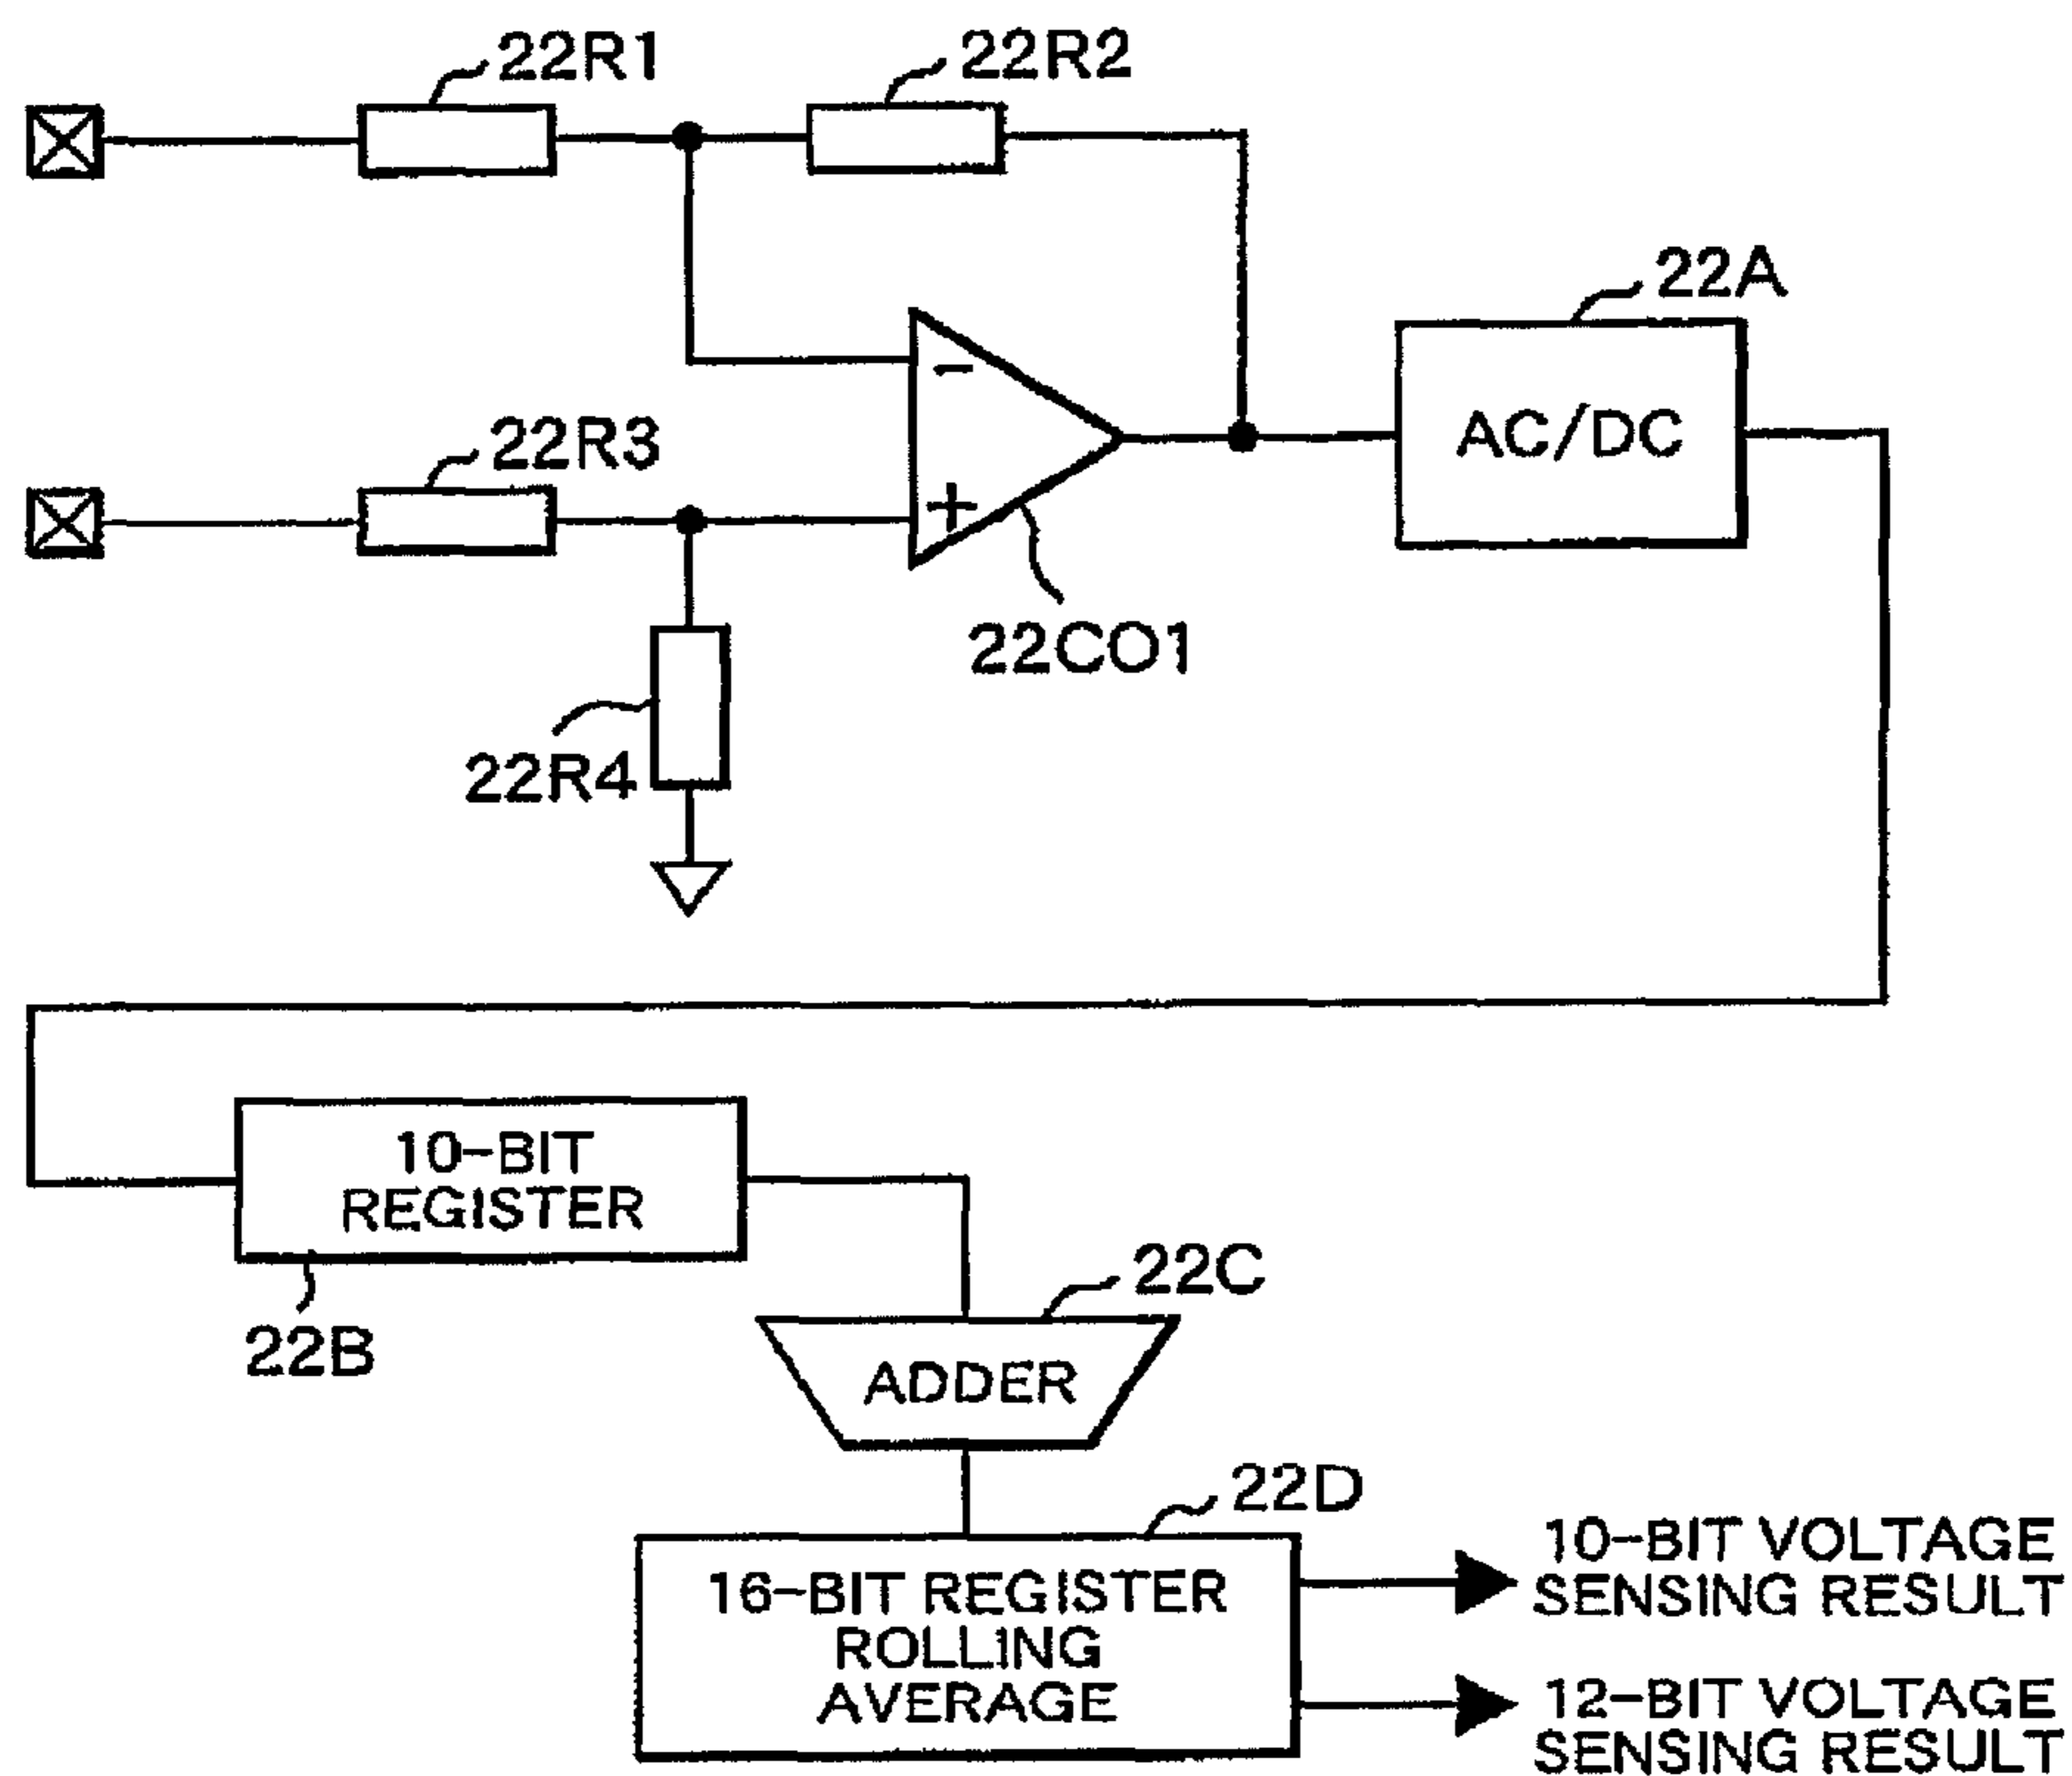 22R1
22R2
22A
AC/DC
22R3
-
+
22CO1
22R4
10-BIT
REGISTER
22B
22C
ADDER
22D
16-BIT REGISTER
ROLLING
AVERAGE
10-BIT VOLTAGE
SENSING RESULT
12-BIT VOLTAGE
SENSING RESULT